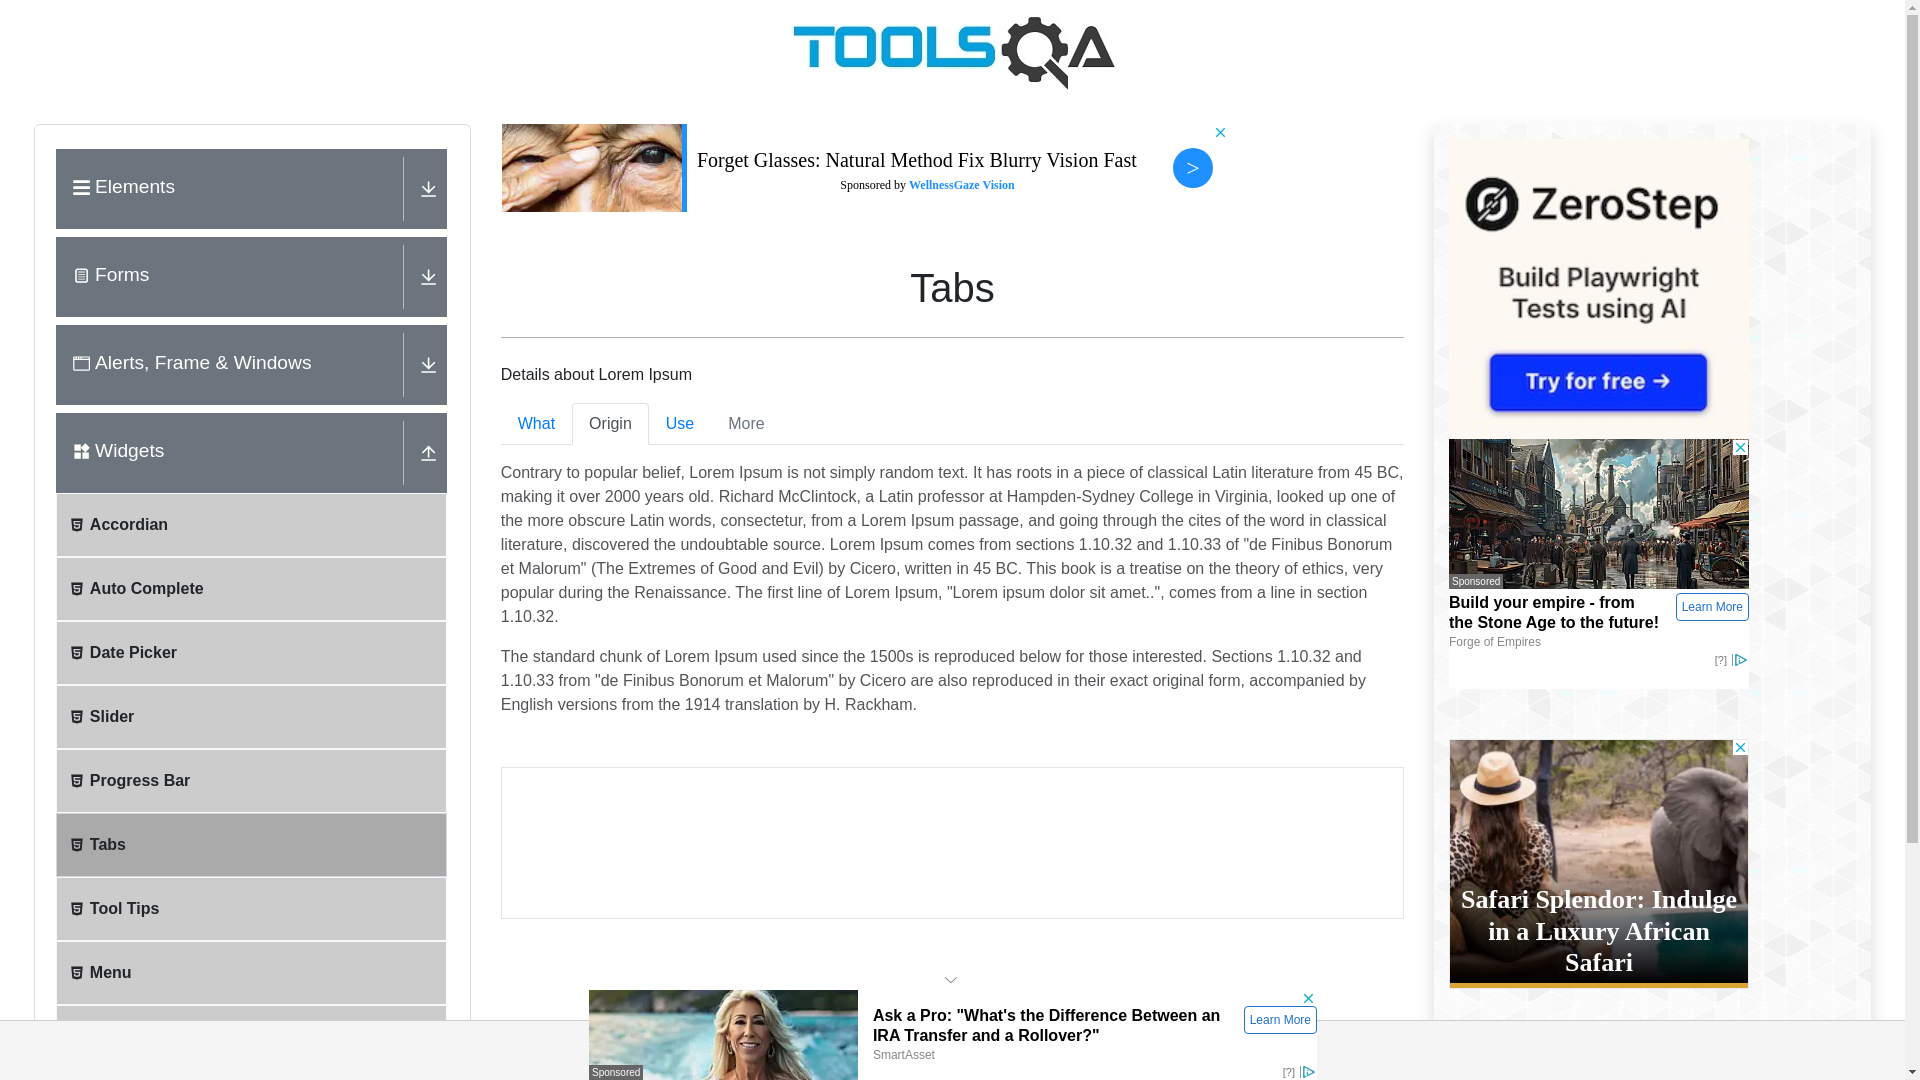 TOOLSQA
Elements
Forms
Alerts, Frame & Windows
Widgets
Accordian
Auto Complete
Date Picker
Slider
Progress Bar
Tabs
Tool Tips
Menu
Forget Glasses: Natural Method Fix Blurry Vision Fast
Sponsored by WellnessGaze Vision
>
Tabs
Details about Lorem Ipsum
What
Origin
Use
More
Contrary to popular belief, Lorem Ipsum is not simply random text. It has roots in a piece of classical Latin literature from 45 BC,
making it over 2000 years old. Richard McClintock, a Latin professor at Hampden-Sydney College in Virginia, looked up one of
the more obscure Latin words, consectetur, from a Lorem Ipsum passage, and going through the cites of the word in classical
literature, discovered the undoubtable source. Lorem Ipsum comes from sections 1.10.32 and 1.10.33 of "de Finibus Bonorum
et Malorum" (The Extremes of Good and Evil) by Cicero, written in 45 BC. This book is a treatise on the theory of ethics, very
popular during the Renaissance. The first line of Lorem Ipsum, "Lorem ipsum dolor sit amet..", comes from a line in section
1.10.32.
The standard chunk of Lorem Ipsum used since the 1500s is reproduced below for those interested. Sections 1.10.32 and
1.10.33 from "de Finibus Bonorum et Malorum" by Cicero are also reproduced in their exact original form, accompanied by
English versions from the 1914 translation by H. Rackham.
Sponsored
Ask a Pro: "What's the Difference Between an
IRA Transfer and a Rollover?"
SmartAsset
Learn More
[?]
ZeroStep
Build Playwright
Tests using AI
Try for free →
Sponsored
Build your empire - from
the Stone Age to the future!
Forge of Empires
Learn More
[?]
Safari Splendor: Indulge
in a Luxury African
Safari